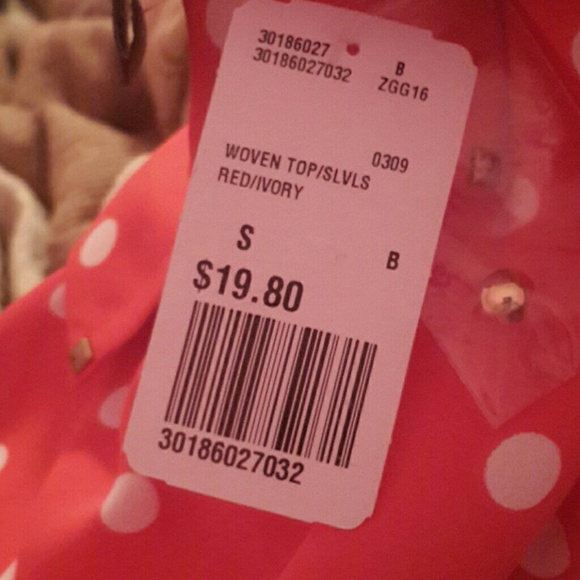 30186027
30186027032
B
ZGG16
0309
WOVEN TOP/SLVLS
RED/IVORY
S
B
$19.80
30186027032